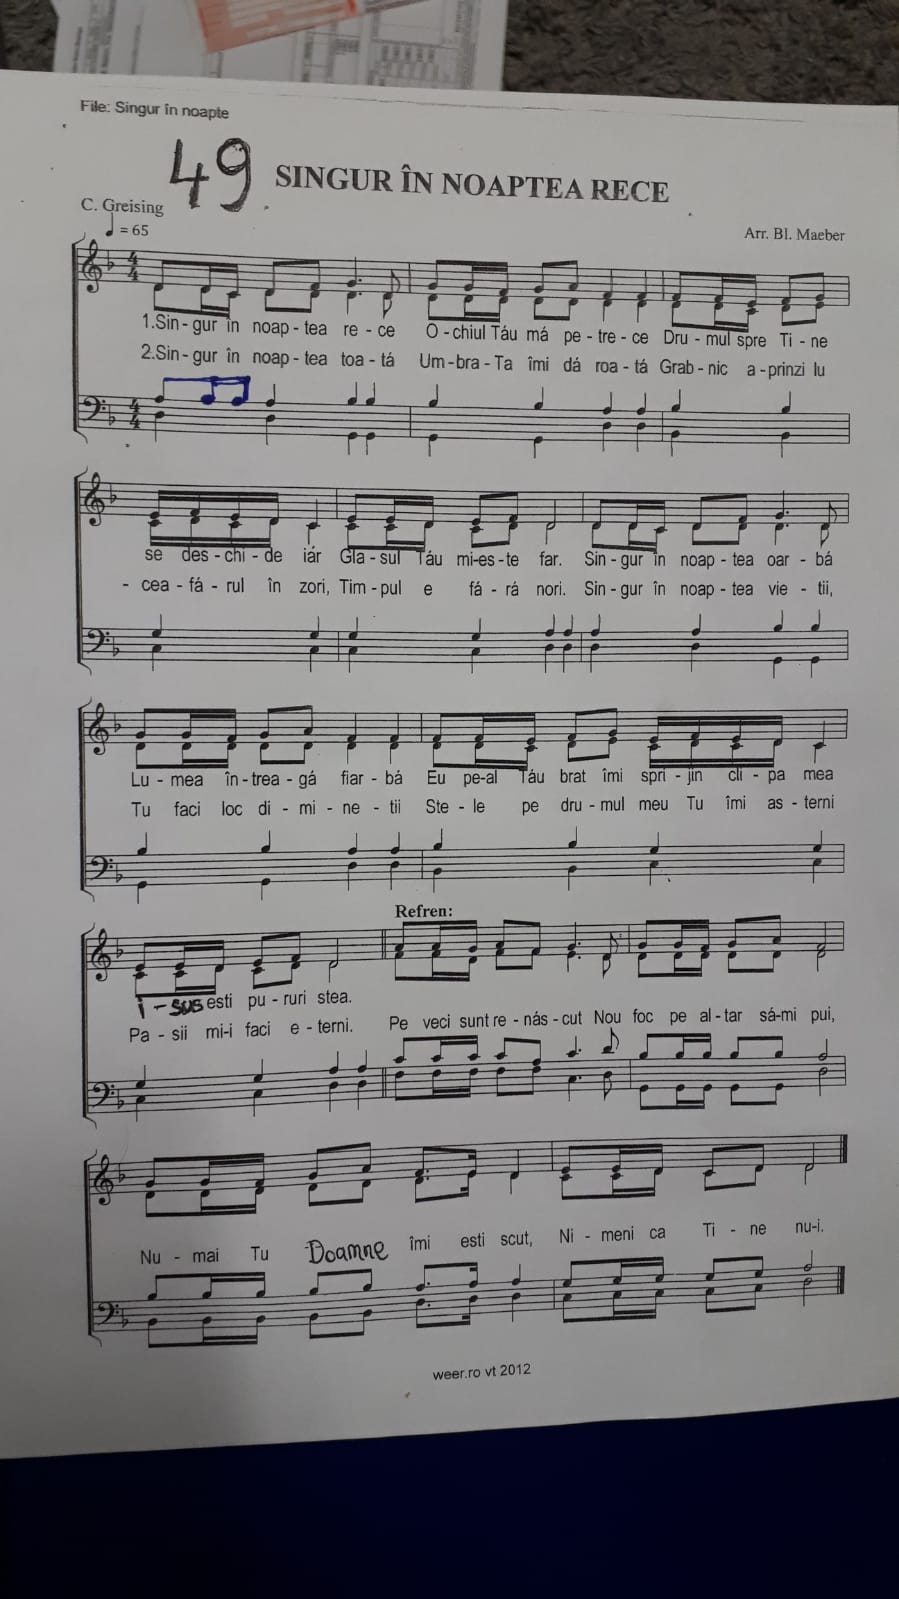 File: Singur în noapte
49 SINGUR ÎN NOAPTEA RECE
C. Greising
= 65
Arr. Bl. Maeber
1.Sin - gur în noap - tea re - ce O - chiul Táu má pe - tre - ce Dru - mul spre Ti - ne
2.Sin - gur în noap - tea toa - tá Um - bra - Ta îmi dá roa - tá Grab - nic a - prinzi lu
se des - chi - de iár Gla - sul Táu mi-es - te far. Sin - gur în noap - tea oar - bá
- cea - fá - rul în zori, Tim - pul e fá - rá nori. Sin - gur în noap - tea vie - tii,
Lu - mea în - trea - gá fiar - bá Eu pe-al Táu brat îmi spri - jin cli - pa mea
Tu faci loc di - mi - ne - tii Ste - le pe dru - mul meu Tu îmi as - terni
Refren:
i - sus esti pu - ruri stea.
Pa - sii mi-i faci e - terni. Pe veci sunt re - nás - cut Nou foc pe al - tar sá-mi pui,
Nu - mai Tu Doamne îmi esti scut, Ni - meni ca Ti - ne nu-i.
weer.ro vt 2012